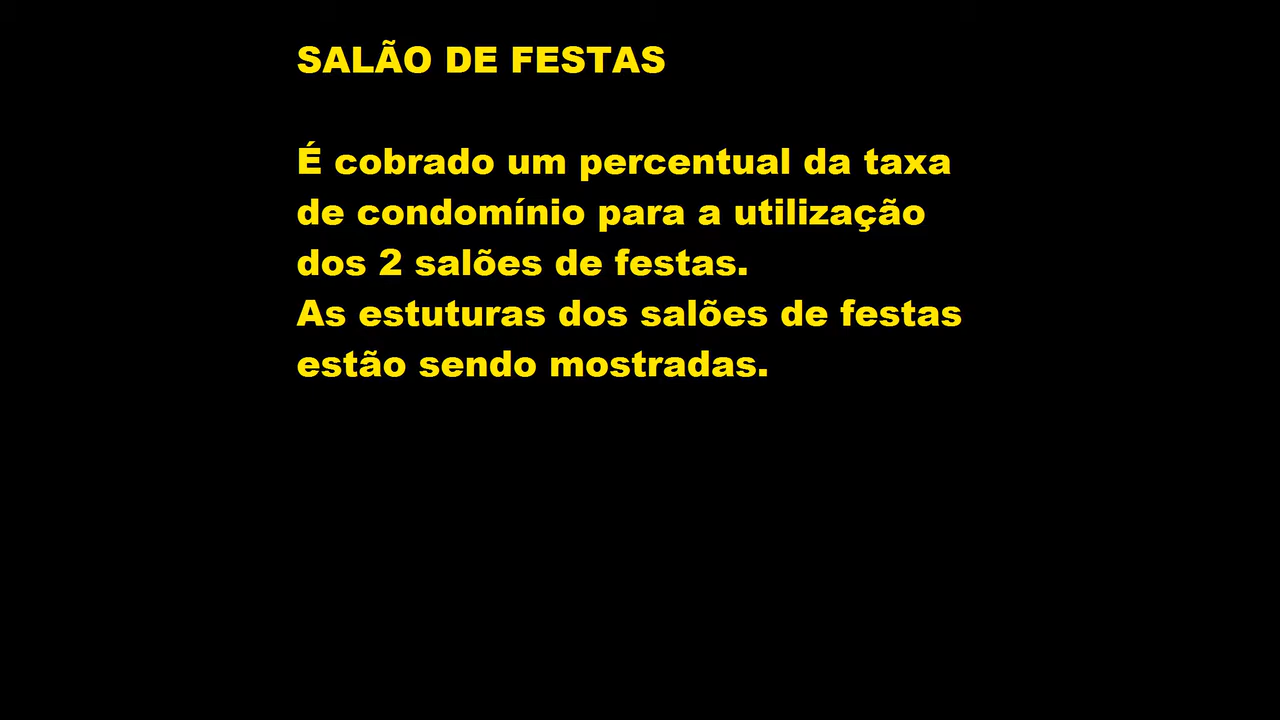 SALÃO DE FESTAS
É cobrado um percentual da taxa
de condomínio para a utilização
dos 2 salões de festas.
As estuturas dos salões de festas
estão sendo mostradas.